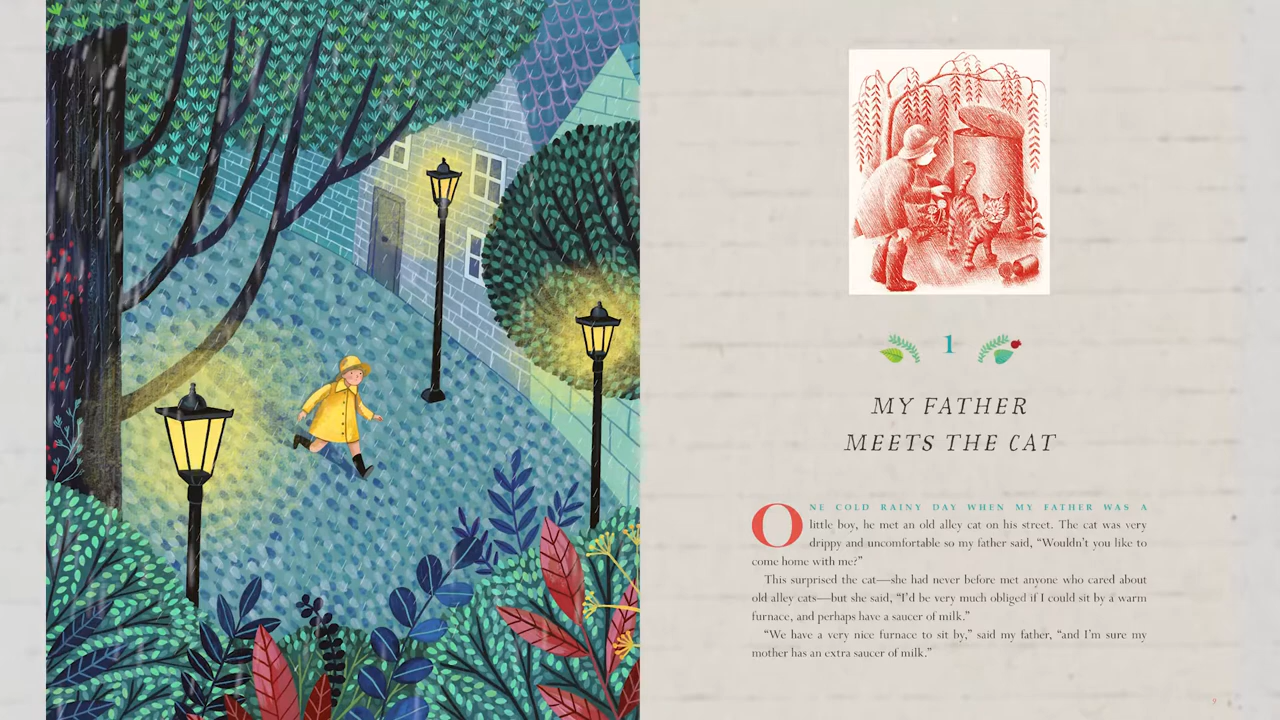 1
MY FATHER
MEETS THE CAT
ONE COLD RAINY DAY WHEN MY FATHER WAS A
little boy, he met an old alley cat on his street. The cat was very
drippy and uncomfortable so my father said, “Wouldn’t you like to
come home with me?”
This surprised the cat—she had never before met anyone who cared about
old alley cats—but she said, “I’d be very much obliged if I could sit by a warm
furnace, and perhaps have a saucer of milk.”
“We have a very nice furnace to sit by,” said my father, “and I’m sure my
mother has an extra saucer of milk.”
9